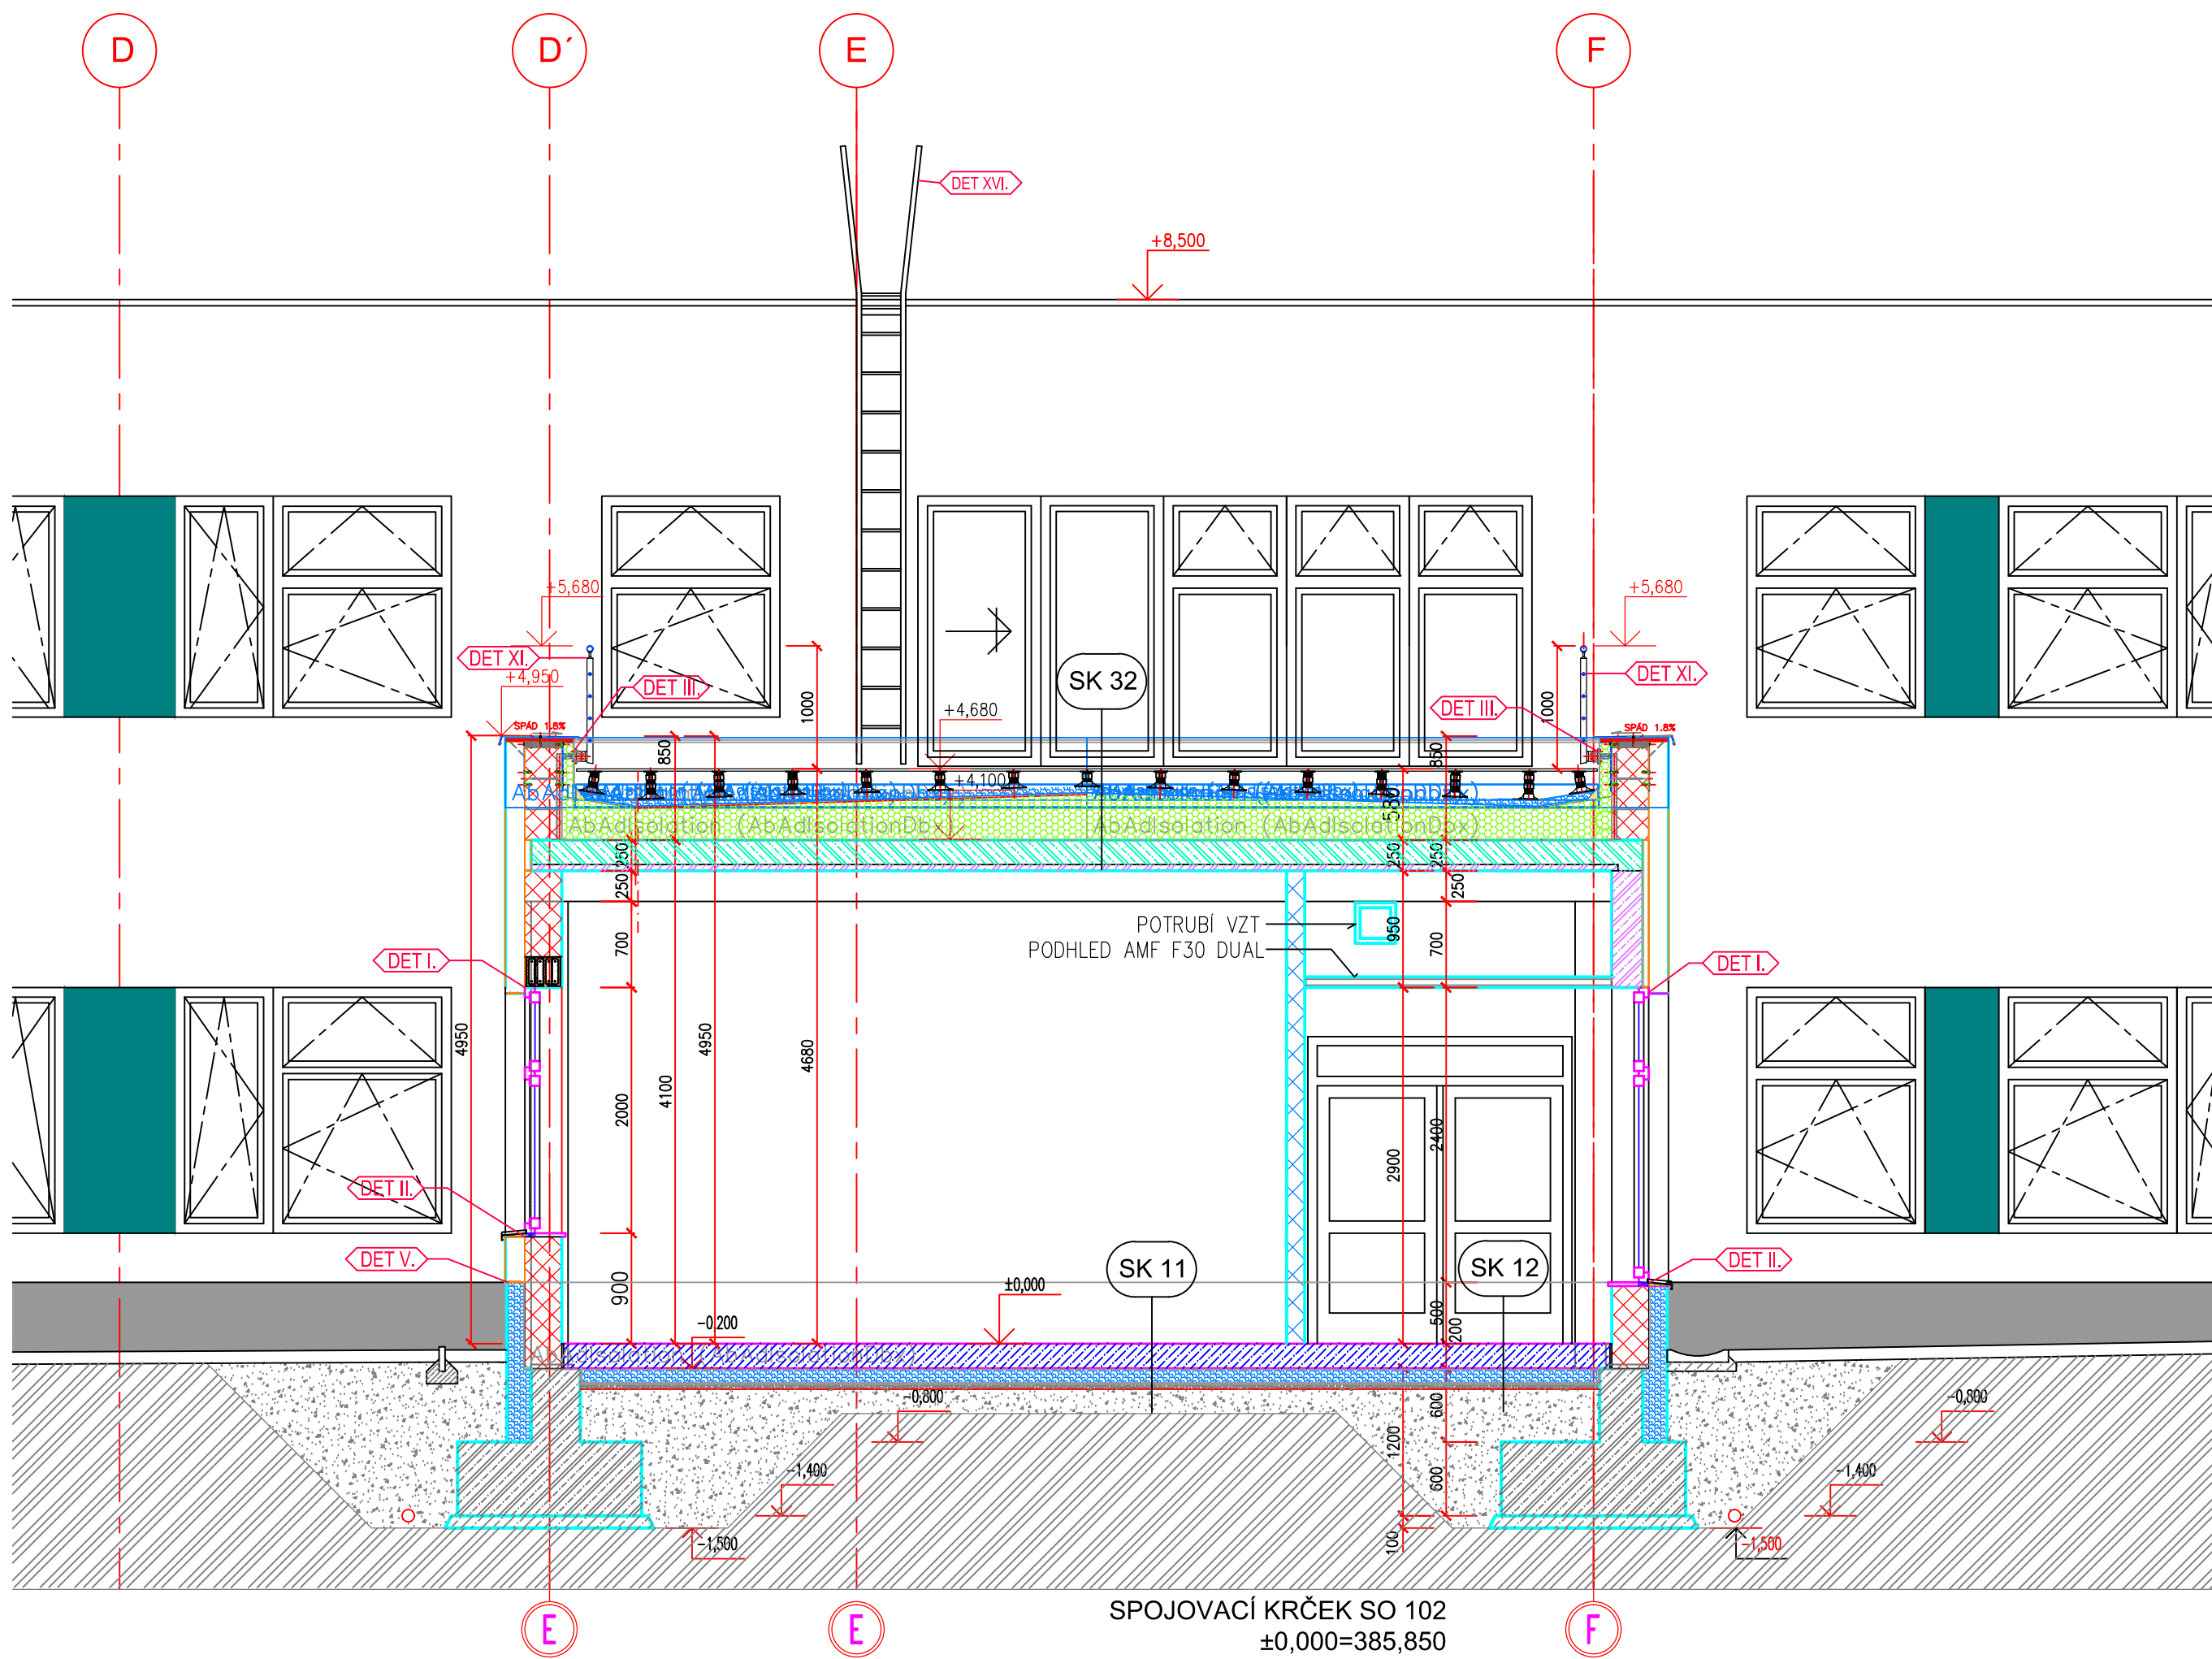 D
D´
E
F
DET XVI.
+8,500
+5,680
+5,680
DET XI.
DET XI.
+4,950
DET III.
DET III.
SK 32
1000
1000
+4,680
SPÁD 1.8%
SPÁD 1.8%
850
850
+4,100
530
AbAdIsolation (AbAdIsolationDbx)
AbAdIsolation (AbAdIsolationDbx)
250
250
250
250
250
POTRUBÍ VZT
PODHLED AMF F30 DUAL
700
950
700
DET I.
DET I.
4950
4100
4950
4680
2000
2900
2400
DET II.
DET II.
DET V.
900
SK 11
SK 12
±0,000
500
200
-0,200
-0,800
-0,800
600
1200
600
100
-1,400
-1,400
-1,500
-1,500
SPOJOVACÍ KRČEK SO 102
±0,000=385,850
E
E
F